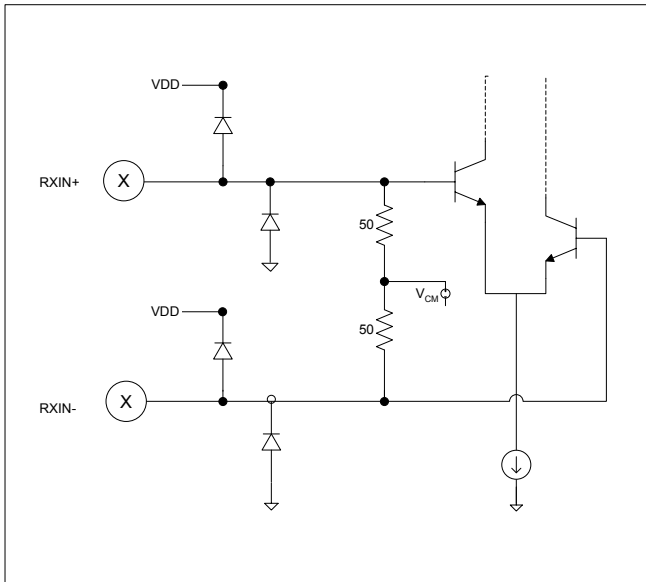 VDD
RXIN+
X
50
V_CM
50
VDD
RXIN-
X